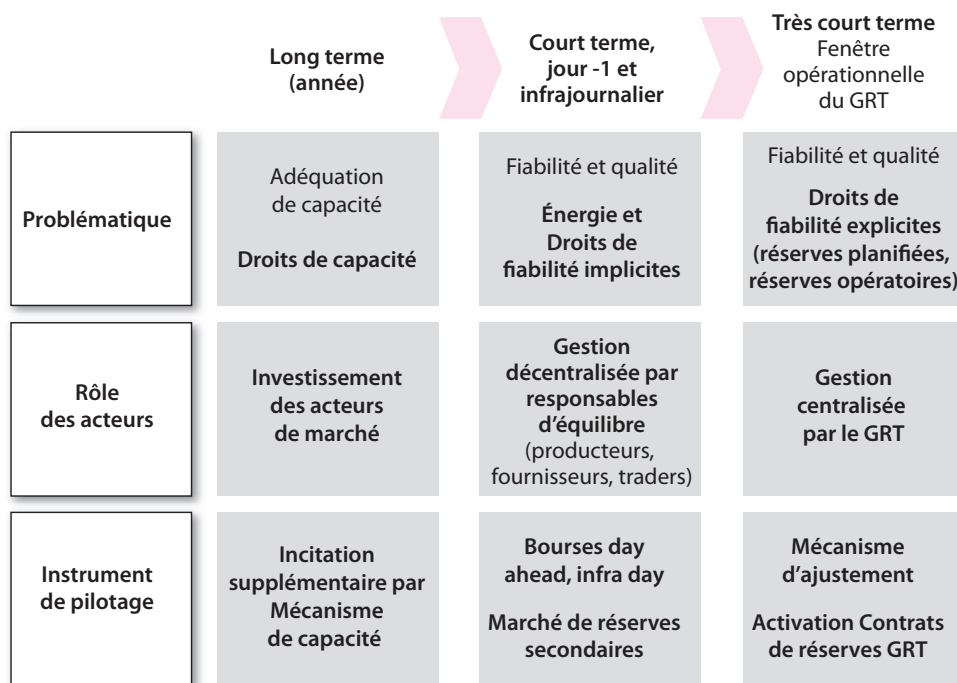 Long terme
(année)
Court terme,
jour -1 et
infrajournalier
Très court terme
Fenêtre
opérationnelle
du GRT
Problématique
Adéquation
de capacité
Droits de capacité
Fiabilité et qualité
Énergie et
Droits de
fiabilité implicites
Fiabilité et qualité
Droits de
fiabilité explicites
(réserves planifiées,
réserves opératoires)
Rôle
des acteurs
Investissement
des acteurs
de marché
Gestion
décentralisée par
responsables
d’équilibre
(producteurs,
fournisseurs, traders)
Gestion
centralisée
par le GRT
Instrument
de pilotage
Incitation
supplémentaire par
Mécanisme
de capacité
Bourses day
ahead, infra day
Marché de réserves
secondaires
Mécanisme
d’ajustement
Activation Contrats
de réserves GRT